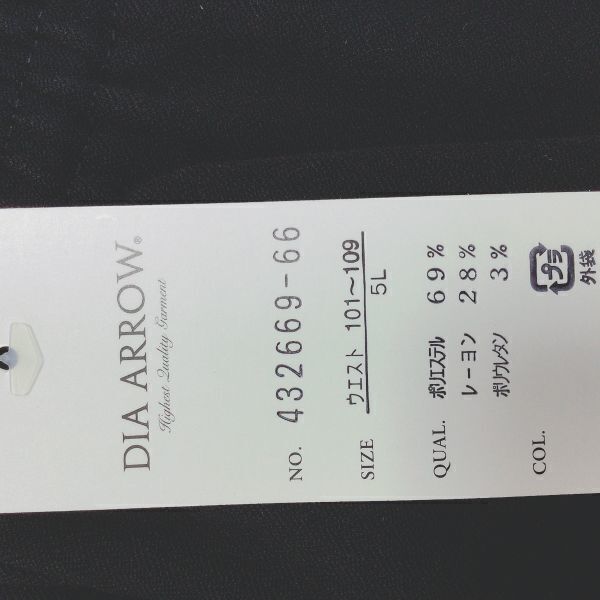 DIA ARROW®
Highest Quality Garment
NO. 432669-66
SIZE ウエスト 101〜109
5L
QUAL. ポリエステル 69%
レーヨン 28%
ポリウレタン 3%
COL.
プラ
外袋